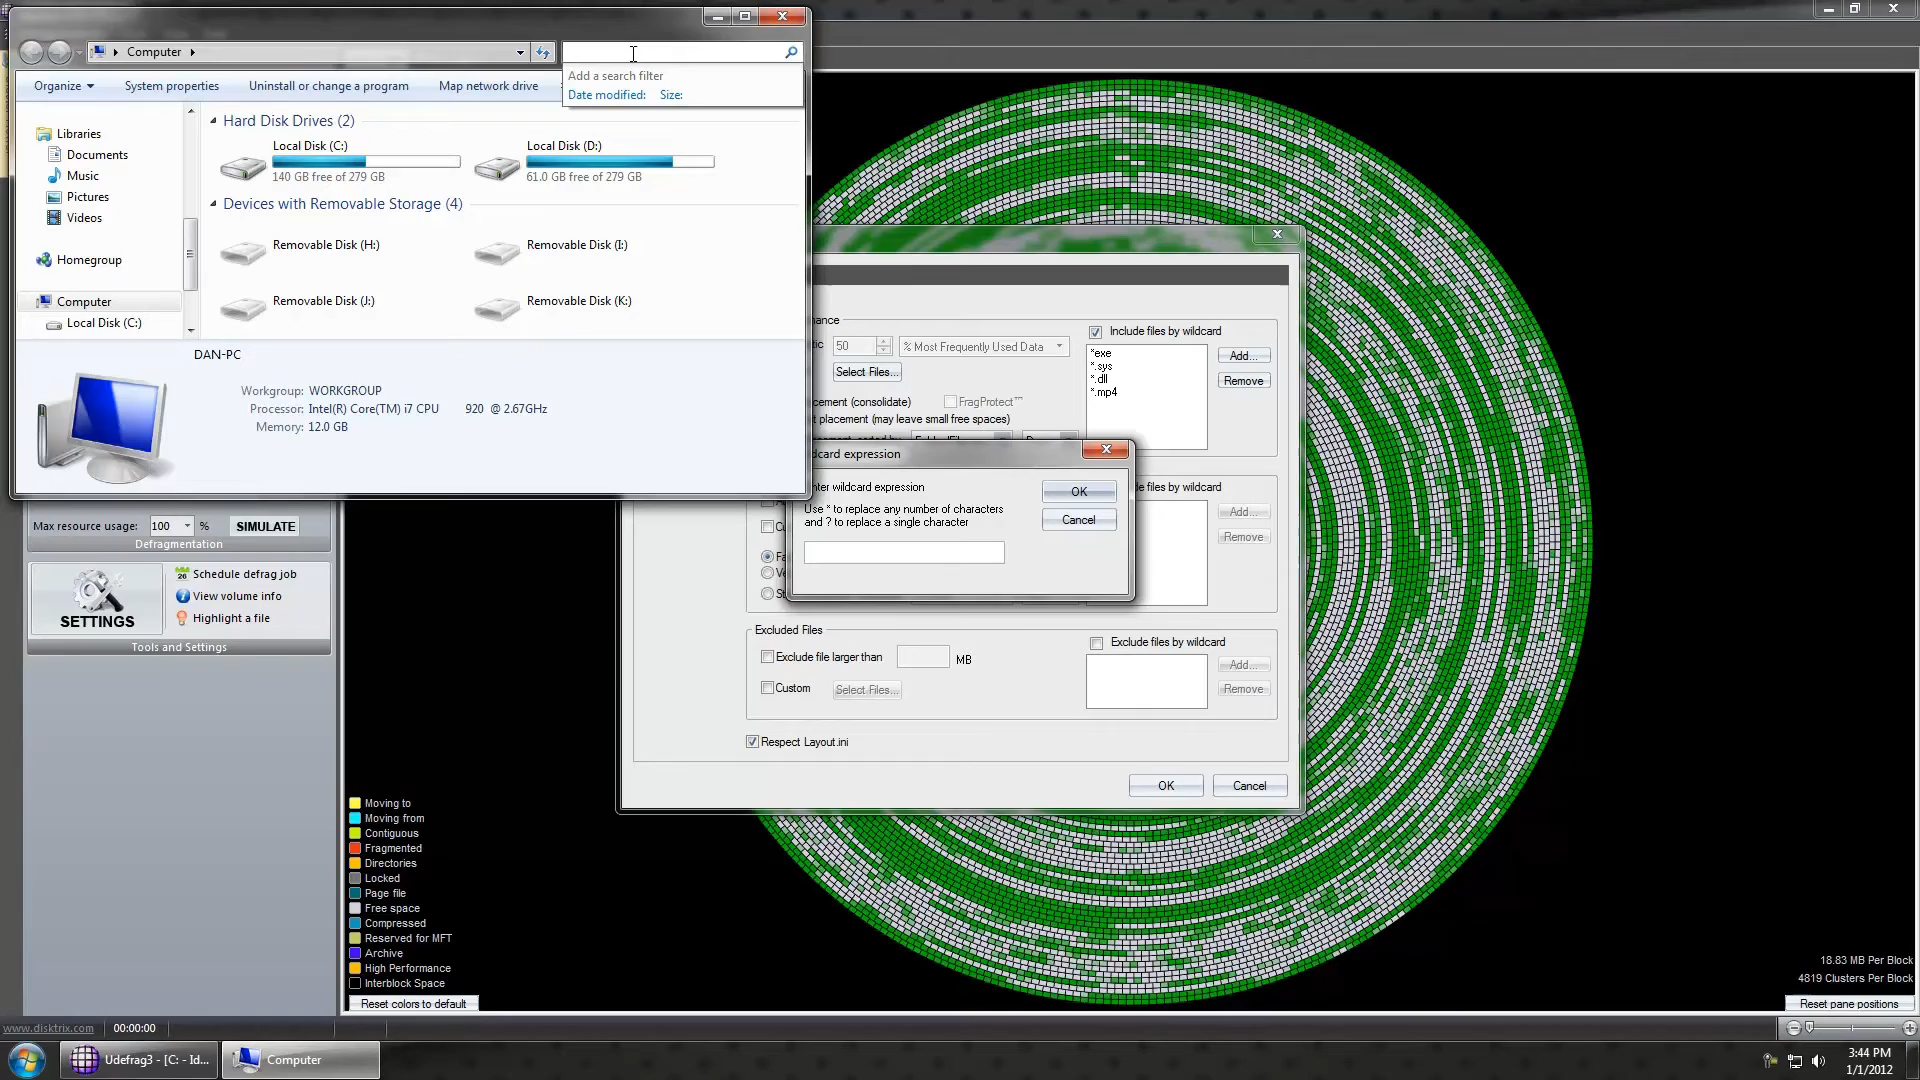 Computer
Add a search filter
Date modified: Size:
Organize
System properties
Uninstall or change a program
Map network drive
Libraries
Documents
Music
Pictures
Videos
Homegroup
Computer
Local Disk (C:)
Hard Disk Drives (2)
Local Disk (C:)
140 GB free of 279 GB
Local Disk (D:)
61.0 GB free of 279 GB
Devices with Removable Storage (4)
Removable Disk (H:)
Removable Disk (I:)
Removable Disk (J:)
Removable Disk (K:)
DAN-PC
Workgroup: WORKGROUP
Processor: Intel(R) Core(TM) i7 CPU 920 @ 2.67GHz
Memory: 12.0 GB
50
% Most Frequently Used Data
Select Files...
(consolidate)
FragProtect™
placement (may leave small free spaces)
Include files by wildcard
*exe
*.sys
*.dll
*.mp4
Add...
Remove
expression
wildcard expression
Use * to replace any number of characters
and ? to replace a single character
OK
Cancel
files by wildcard
Add...
Remove
Excluded Files
Exclude file larger than
MB
Custom
Select Files...
Exclude files by wildcard
Add...
Remove
Respect Layout.ini
OK
Cancel
Max resource usage: 100 %
SIMULATE
Defragmentation
SETTINGS
Schedule defrag job
View volume info
Highlight a file
Tools and Settings
Moving to
Moving from
Contiguous
Fragmented
Directories
Locked
Page file
Free space
Compressed
Reserved for MFT
Archive
High Performance
Interblock Space
Reset colors to default
18.83 MB Per Block
4819 Clusters Per Block
Reset pane positions
www.disktrix.com
00:00:00
Udefrag3 - [C: - Id...
Computer
3:44 PM
1/1/2012